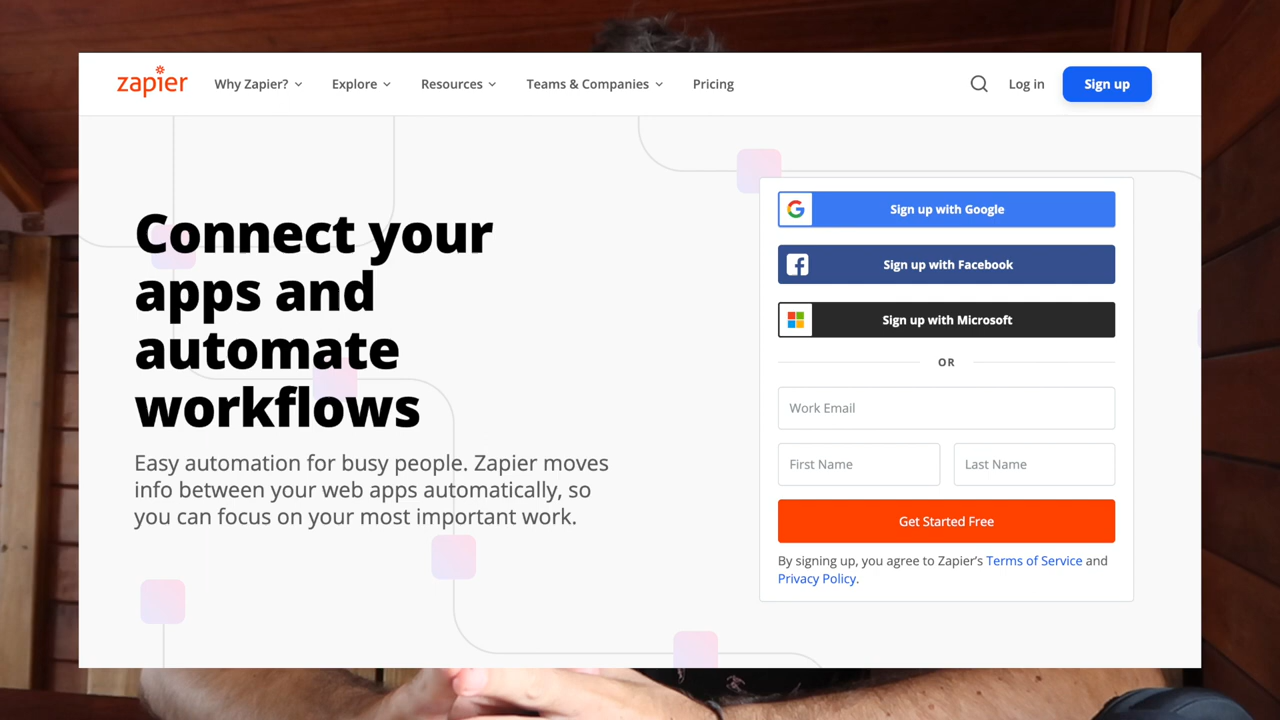 zapier
Why Zapier?
Explore
Resources
Teams & Companies
Pricing
Log in
Sign up
Connect your
apps and
automate
workflows
Easy automation for busy people. Zapier moves
info between your web apps automatically, so
you can focus on your most important work.
Sign up with Google
Sign up with Facebook
Sign up with Microsoft
OR
Work Email
First Name
Last Name
Get Started Free
By signing up, you agree to Zapier's Terms of Service and
Privacy Policy.